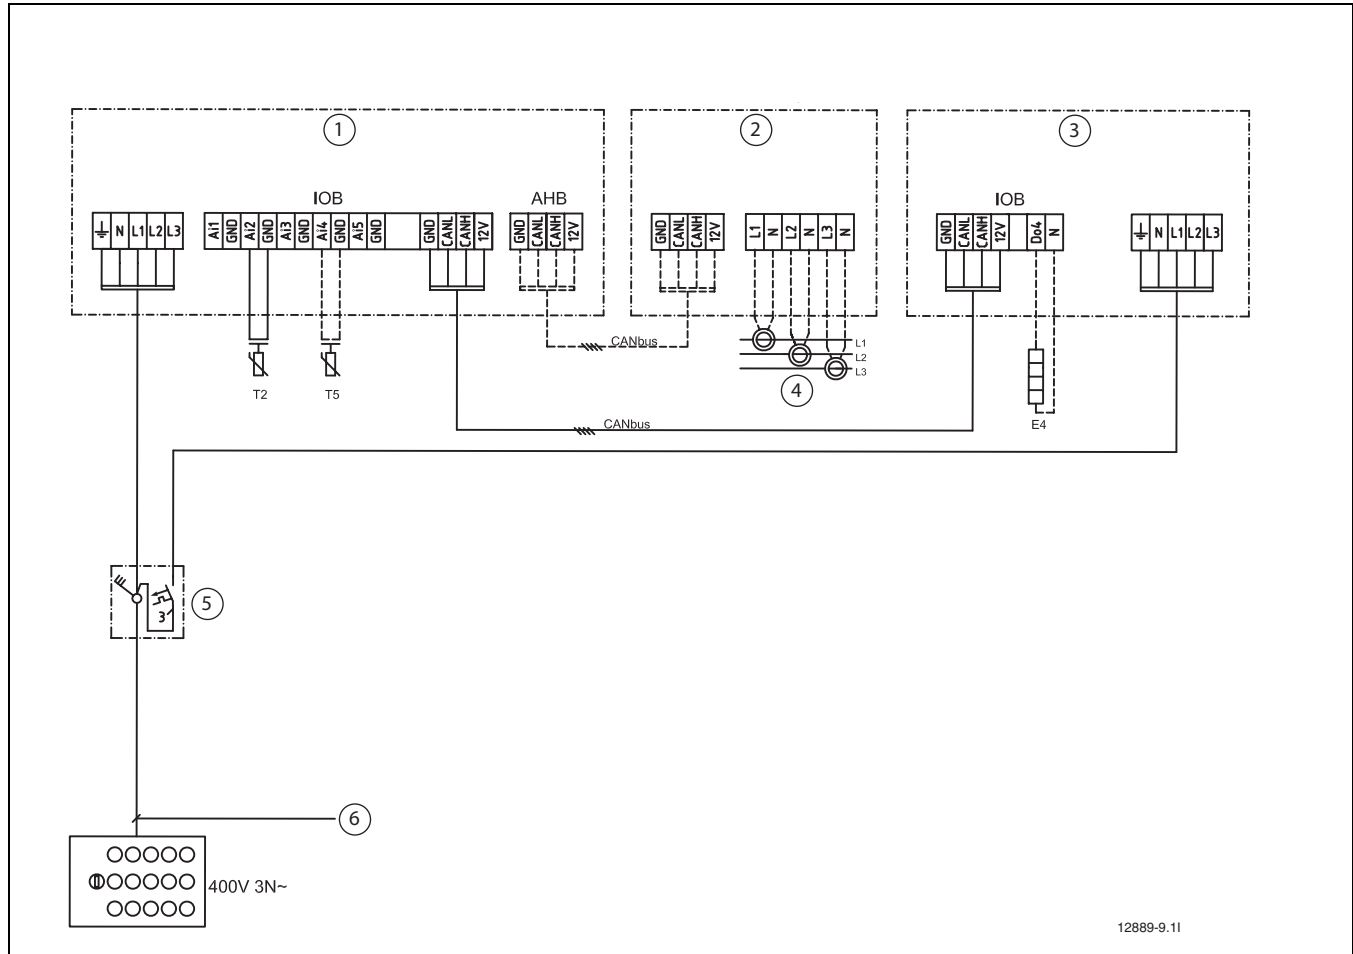 1
2
3
IOB
AHB
IOB
N L1 L2 L3
Ai1 GND Ai2 GND Ai3 GND Ai4 GND Ai5 GND
GND CANL CANH 12V
GND CANL CANH 12V
GND CANL CANH 12V
L1 N L2 N L3 N
GND CANL CANH 12V
Do4 N
N L1 L2 L3
CANbus
L1
L2
L3
T2
T5
4
CANbus
E4
5
3
6
400V 3N~
12889-9.1I